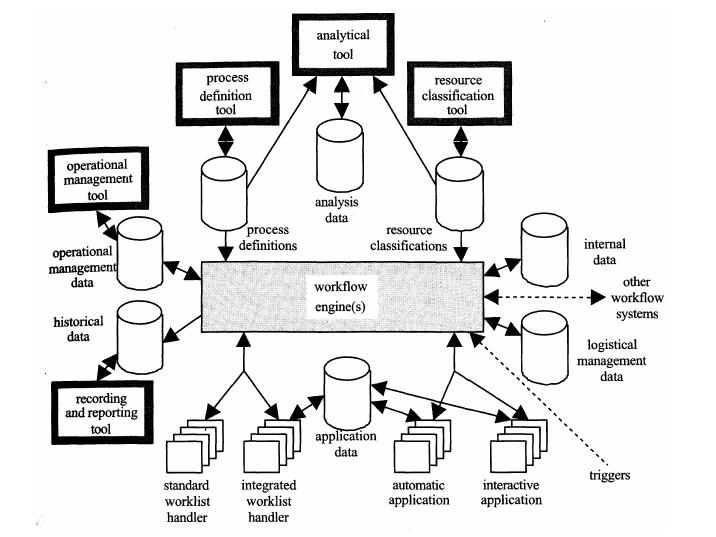 analytical
tool
process
definition
tool
resource
classification
tool
operational
management
tool
analysis
data
process
definitions
resource
classifications
operational
management
data
internal
data
workflow
engine(s)
other
workflow
systems
historical
data
logistical
management data
recording
and reporting
tool
application
data
triggers
standard
worklist
handler
integrated
worklist
handler
automatic
application
interactive
application